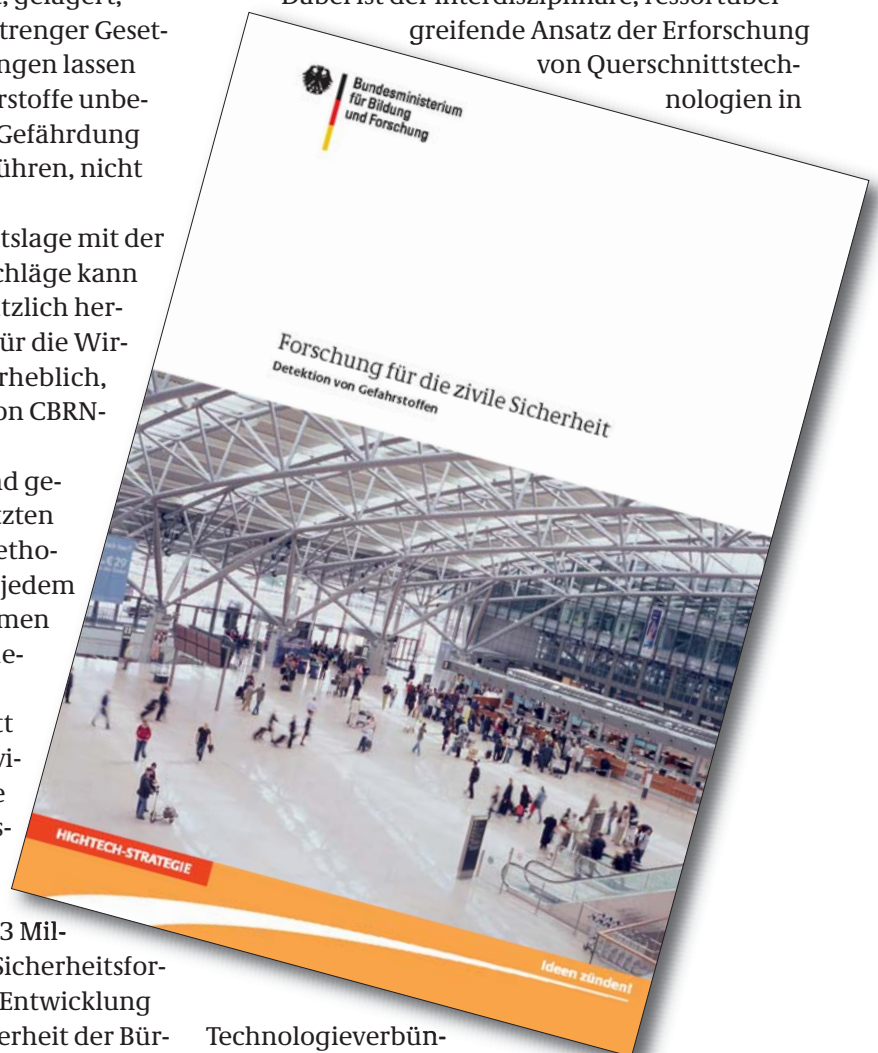 , gelagert,
trenger Geset-
ngen lassen
rstoffe unbe-
Gefährdung
ühren, nicht
tslage mit der
chläge kann
tzlich her-
ür die Wir-
rheblich,
on CBRN-
nd ge-
tzten
etho-
jedem
men
e-
tt
vi-
e
s-
3 Mil-
Sicherheitsfor-
Entwicklung
erheit der Bür-
Dabei ist der interdisziplinäre, ressortüber-
greifende Ansatz der Erforschung
von Querschnittstech-
nologien in
Bundesministerium
für Bildung
und Forschung
Forschung für die zivile Sicherheit
Detektion von Gefahrstoffen
€ 29
HIGHTECH-STRATEGIE
Ideen zünden!
Technologieverbün-